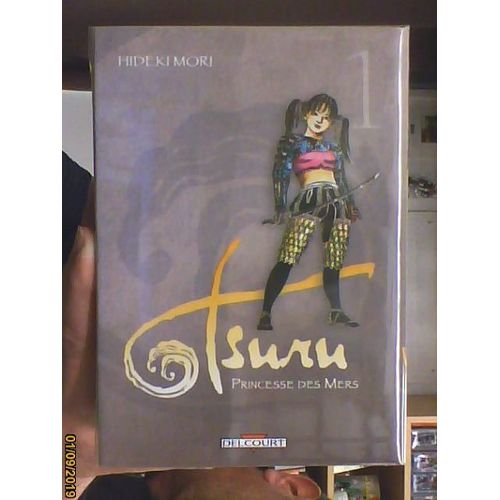 HIDEKI MORI
1
Tsuru
PRINCESSE DES MERS
DELCOURT
01/09/2019